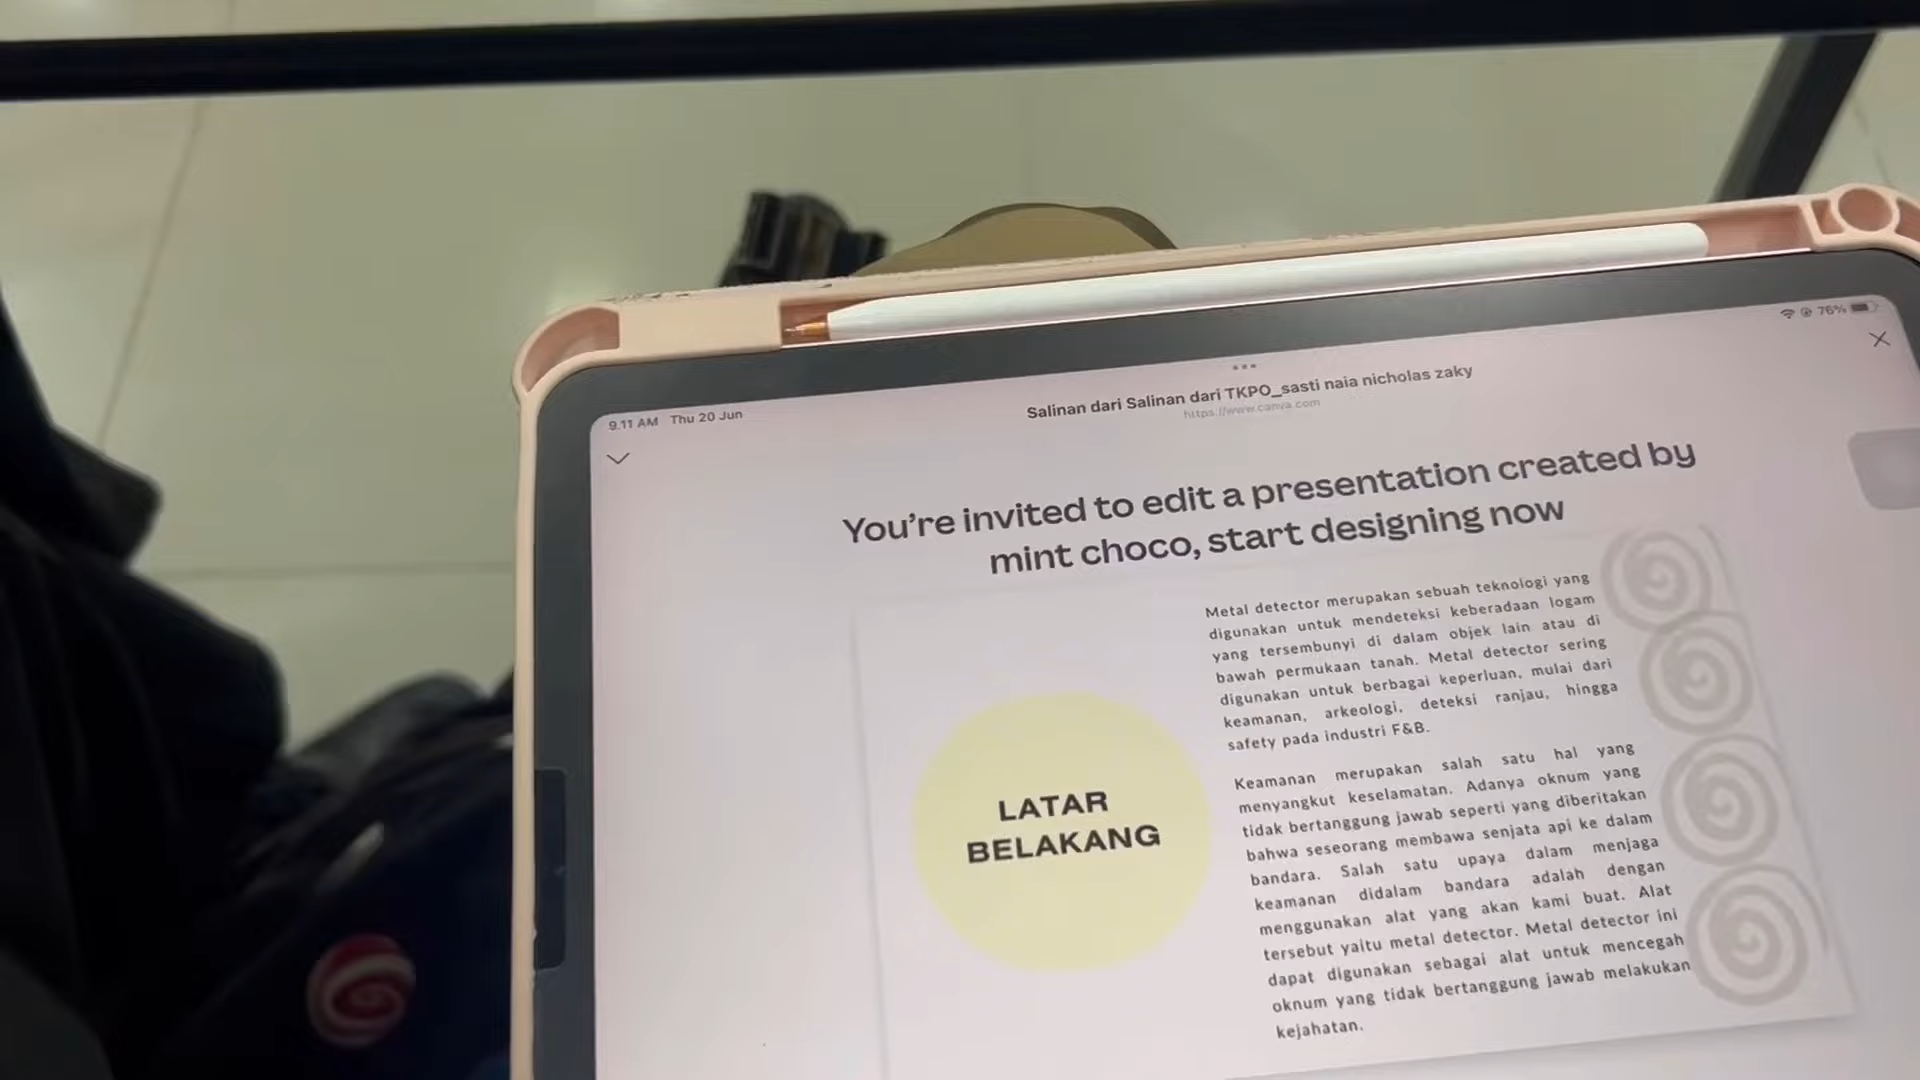 9.11 AM Thu 20 Jun
76%
Salinan dari Salinan dari TKPO_sasti naia nicholas zaky
https://www.canva.com
You're invited to edit a presentation created by
mint choco, start designing now
LATAR
BELAKANG
Metal detector merupakan sebuah teknologi yang
digunakan untuk mendeteksi keberadaan logam
yang tersembunyi di dalam objek lain atau di
bawah permukaan tanah. Metal detector sering
digunakan untuk berbagai keperluan, mulai dari
keamanan, arkeologi, deteksi ranjau, hingga
safety pada industri F&B.
Keamanan merupakan salah satu hal yang
menyangkut keselamatan. Adanya oknum yang
tidak bertanggung jawab seperti yang diberitakan
bahwa seseorang membawa senjata api ke dalam
bandara. Salah satu upaya dalam menjaga
keamanan didalam bandara adalah dengan
menggunakan alat yang akan kami buat. Alat
tersebut yaitu metal detector. Metal detector ini
dapat digunakan sebagai alat untuk mencegah
oknum yang tidak bertanggung jawab melakukan
kejahatan.